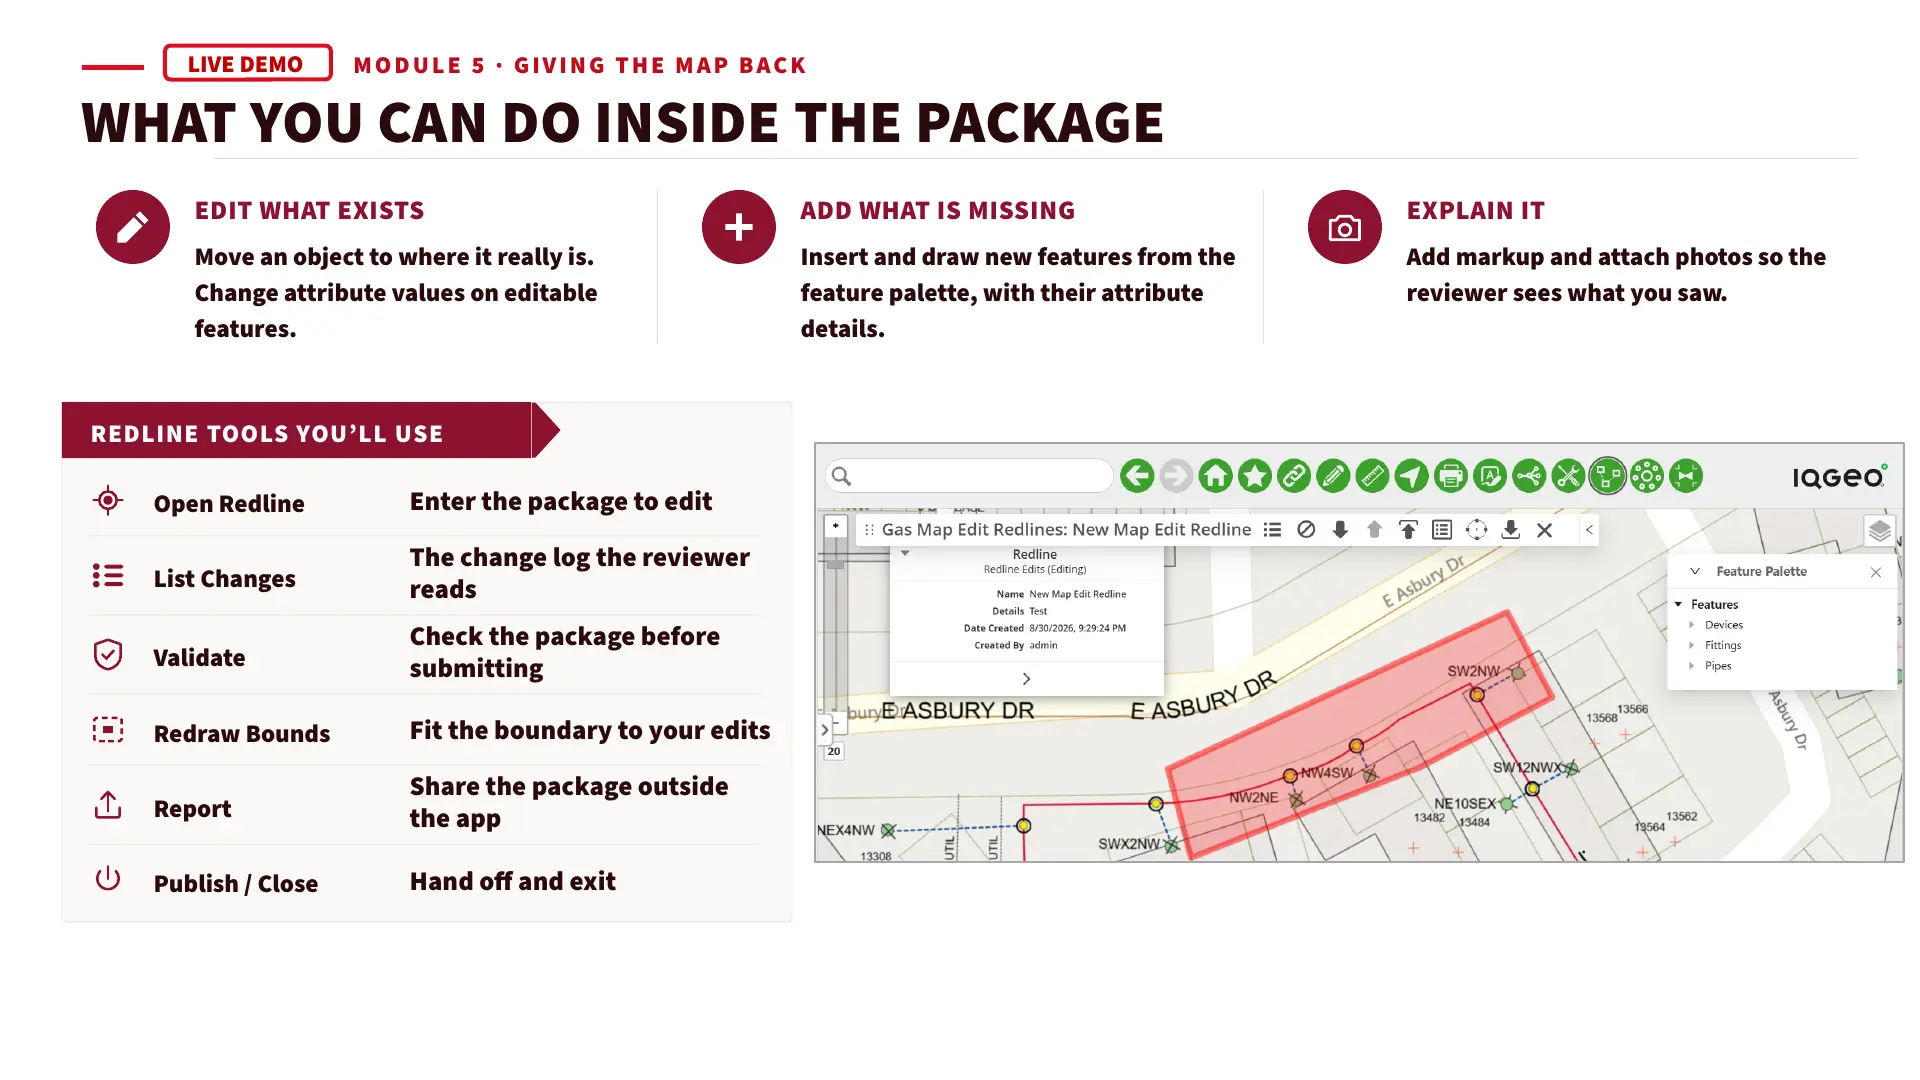 LIVE DEMO
MODULE 5 · GIVING THE MAP BACK
WHAT YOU CAN DO INSIDE THE PACKAGE
EDIT WHAT EXISTS
Move an object to where it really is.
Change attribute values on editable
features.
ADD WHAT IS MISSING
Insert and draw new features from the
feature palette, with their attribute
details.
EXPLAIN IT
Add markup and attach photos so the
reviewer sees what you saw.
REDLINE TOOLS YOU'LL USE
Open Redline
Enter the package to edit
List Changes
The change log the reviewer
reads
Validate
Check the package before
submitting
Redraw Bounds
Fit the boundary to your edits
Report
Share the package outside
the app
Publish / Close
Hand off and exit
IQGEO
Gas Map Edit Redlines: New Map Edit Redline
Redline
Redline Edits (Editing)
Name New Map Edit Redline
Details Test
Date Created 8/30/2026, 9:29:24 PM
Created By admin
Feature Palette
Features
Devices
Fittings
Pipes
E Asbury Dr
E ASBURY DR
E ASBURY DR
Asbury Dr
20
SW2NW
13568
13566
NW4SW
SW12NWX
NW2NE
NE10SEX
13482
13484
13564
13562
NEX4NW
SWX2NW
13308
UTIL
UTIL